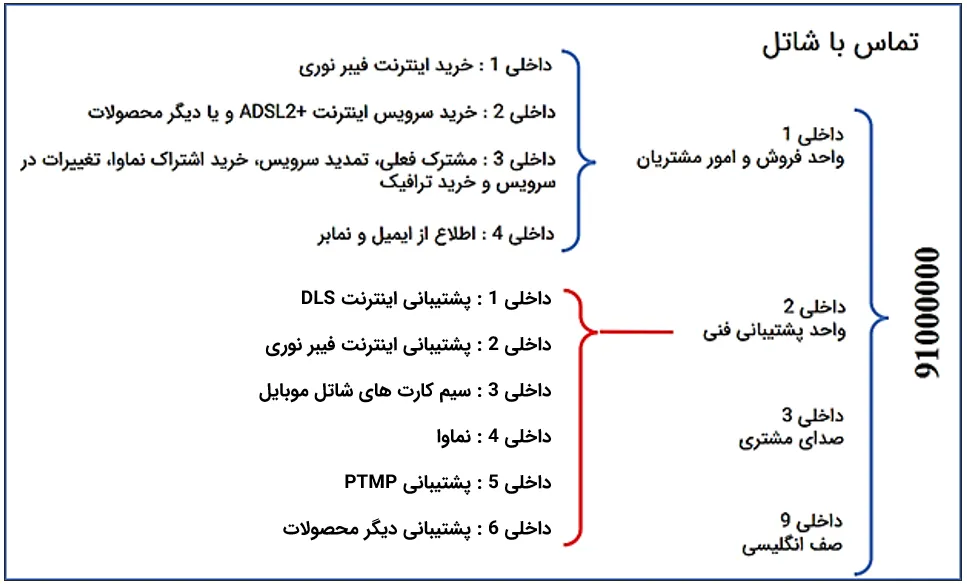 تماس با شاتل
91000000
داخلی 1
واحد فروش و امور مشتریان
داخلی 1 : خرید اینترنت فیبر نوری
داخلی 2 : خرید سرویس اینترنت +ADSL2 و یا دیگر محصولات
داخلی 3 : مشترک فعلی، تمدید سرویس، خرید اشتراک نماوا، تغییرات در
سرویس و خرید ترافیک
داخلی 4 : اطلاع از ایمیل و نمابر
داخلی 2
واحد پشتیبانی فنی
داخلی 1 : پشتیبانی اینترنت DLS
داخلی 2 : پشتیبانی اینترنت فیبر نوری
داخلی 3 : سیم کارت های شاتل موبایل
داخلی 4 : نماوا
داخلی 5 : پشتیبانی PTMP
داخلی 6 : پشتیبانی دیگر محصولات
داخلی 3
صدای مشتری
داخلی 9
صف انگلیسی